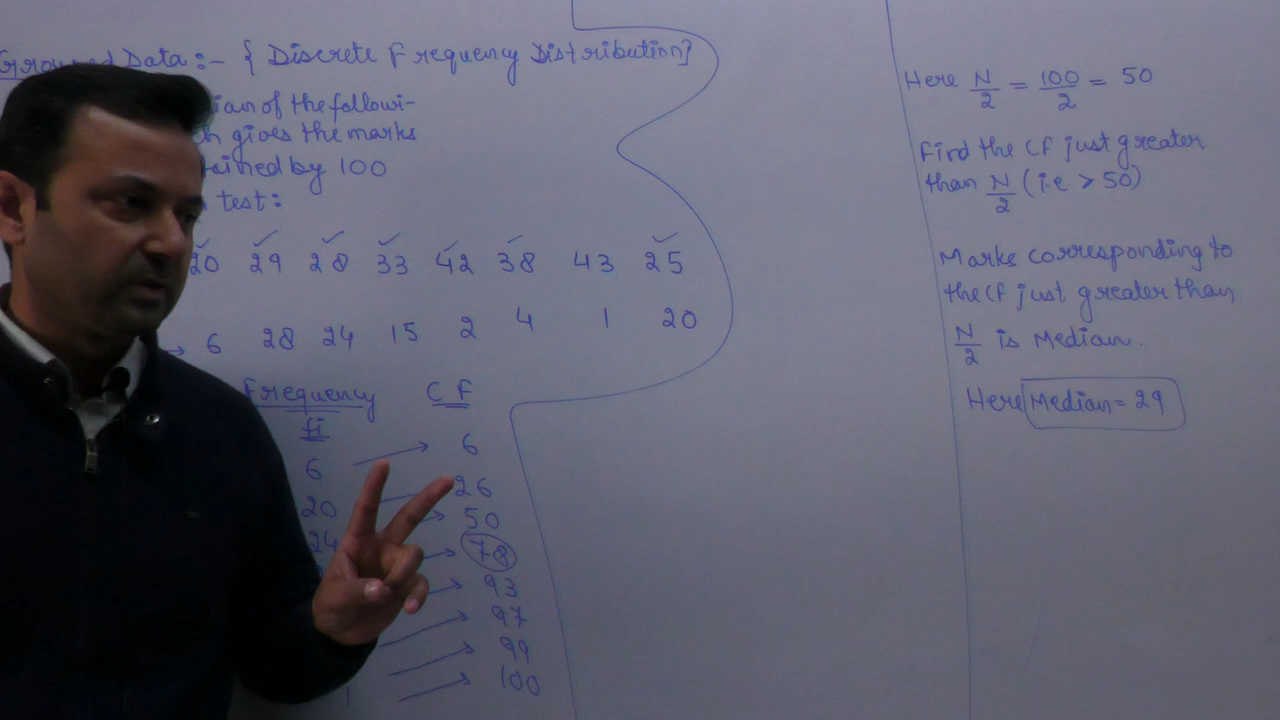 Grouped Data :- { Discrete Frequency Distribution}
ian of the followi-
ch gives the marks
tained by 100
test:
20 29 28 33 42 38 43 25
6 28 24 15 2 4 1 20
Frequency CF
fi
6 6
20 26
24 50
78
93
97
99
1 100
Here N/2 = 100/2 = 50
Find the CF just greater
than N/2 (i.e > 50)
Marks corresponding to
the CF just greater than
N/2 is Median.
Here Median = 29